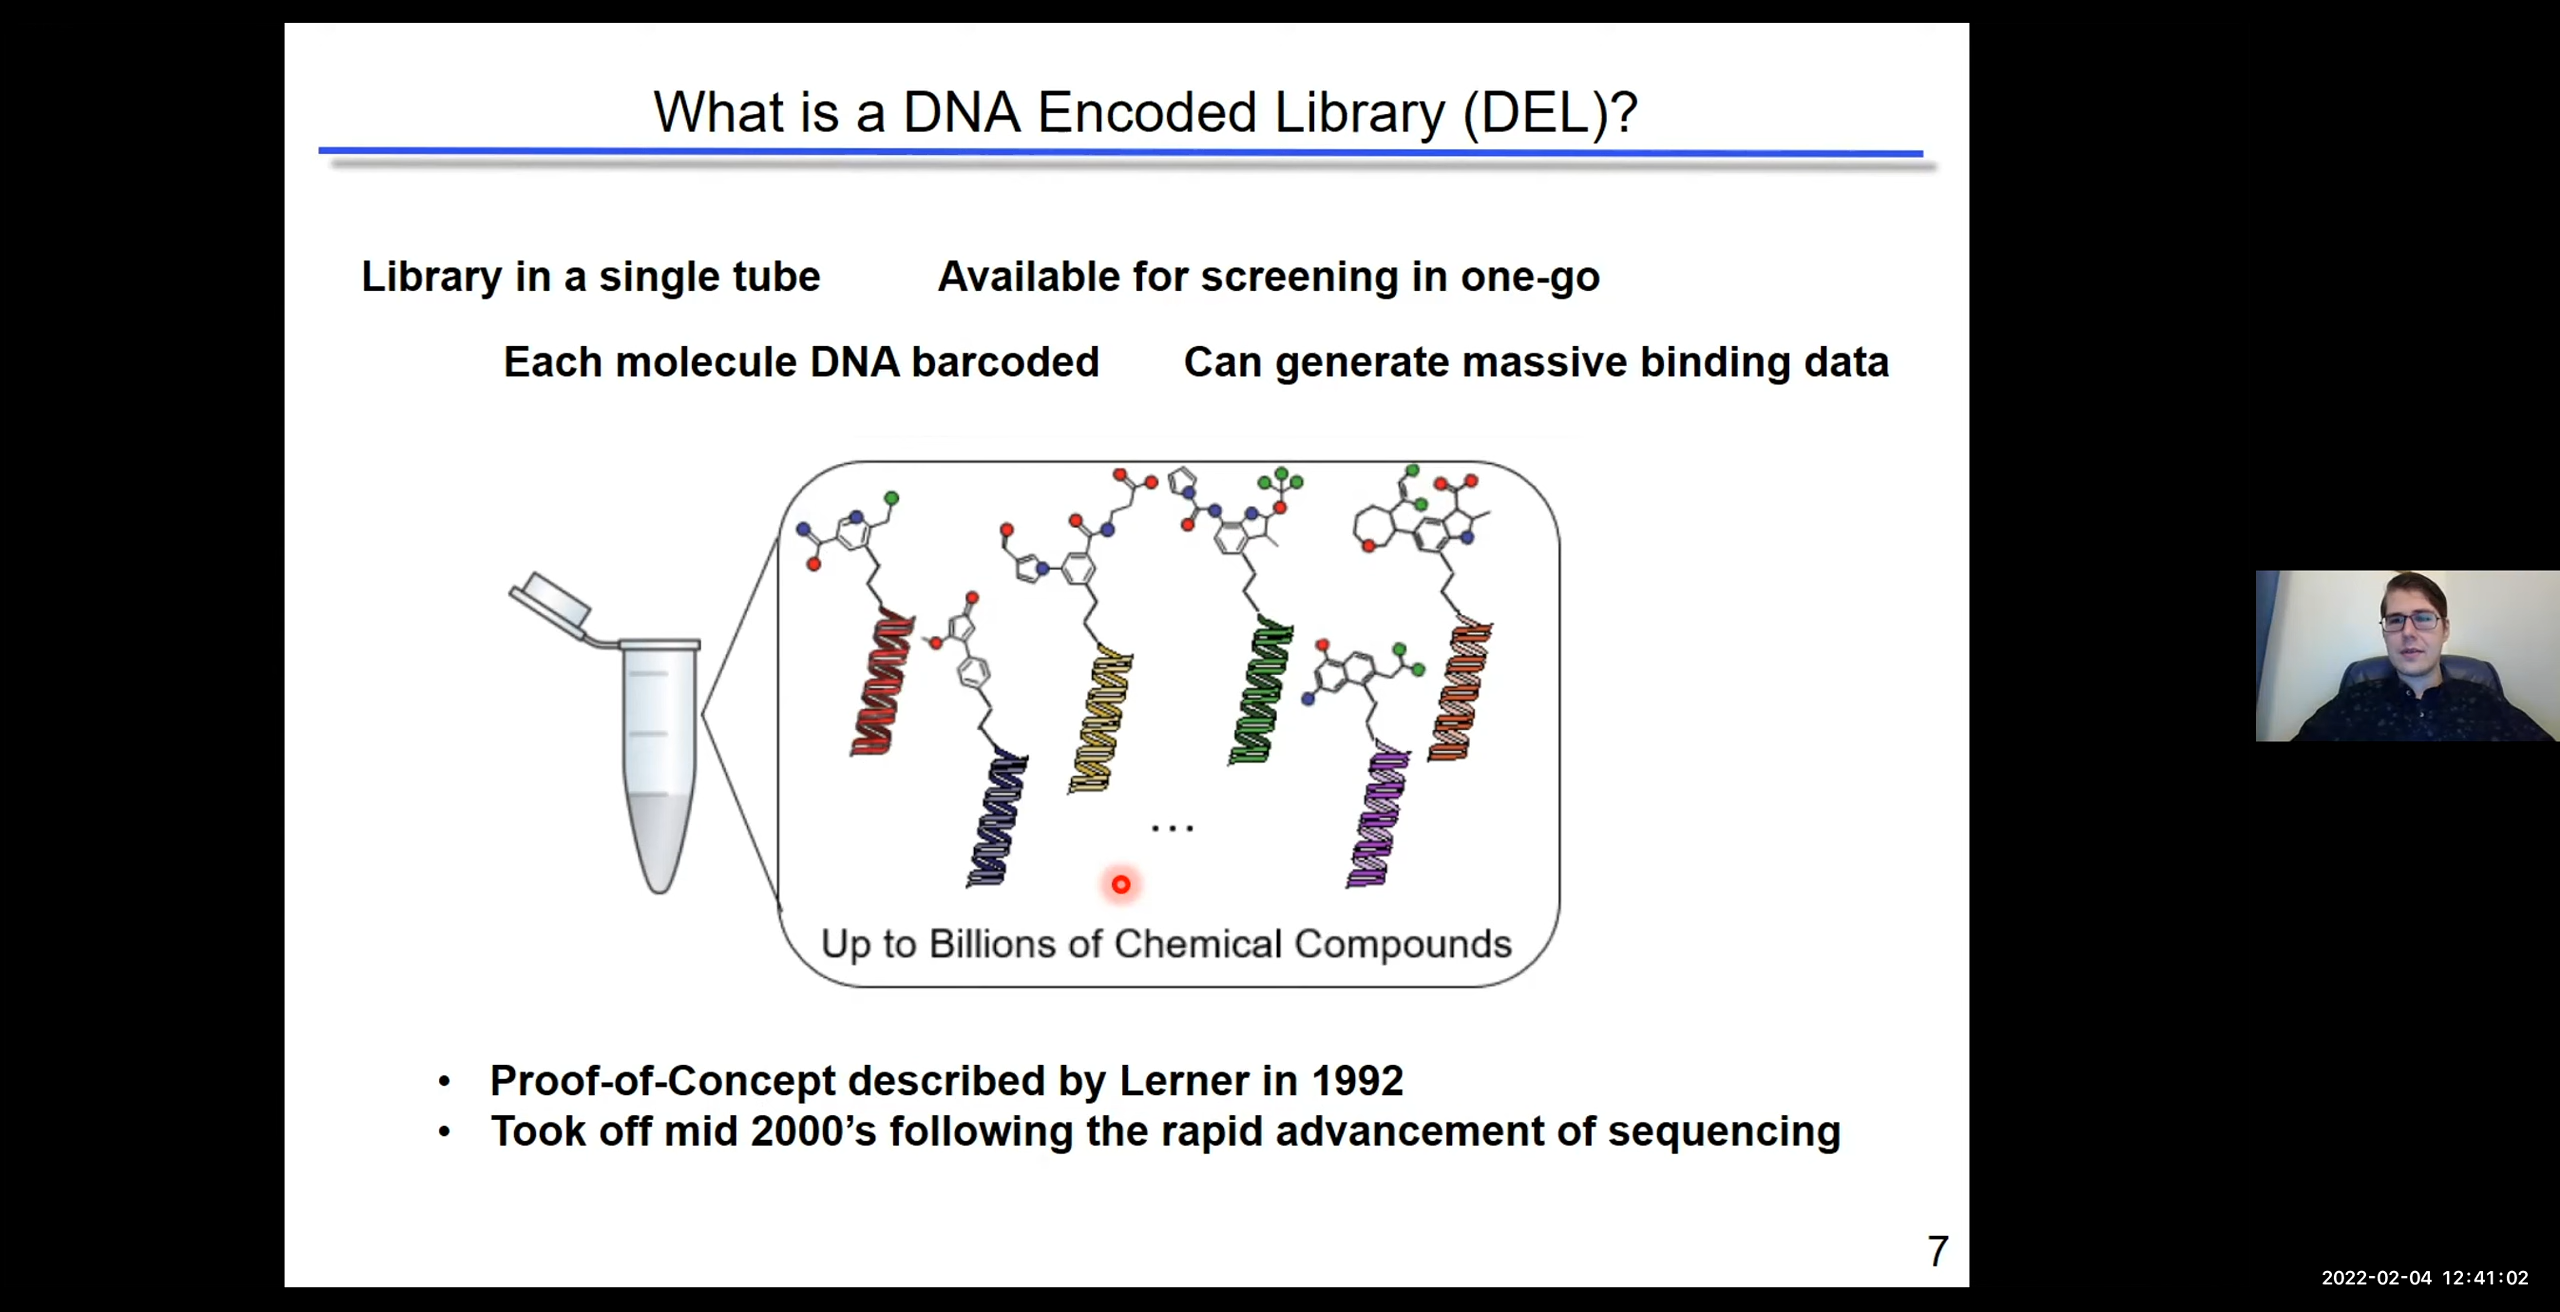 What is a DNA Encoded Library (DEL)?
Library in a single tube
Available for screening in one-go
Each molecule DNA barcoded
Can generate massive binding data
...
Up to Billions of Chemical Compounds
• Proof-of-Concept described by Lerner in 1992
• Took off mid 2000’s following the rapid advancement of sequencing
7
2022-02-04 12:41:02